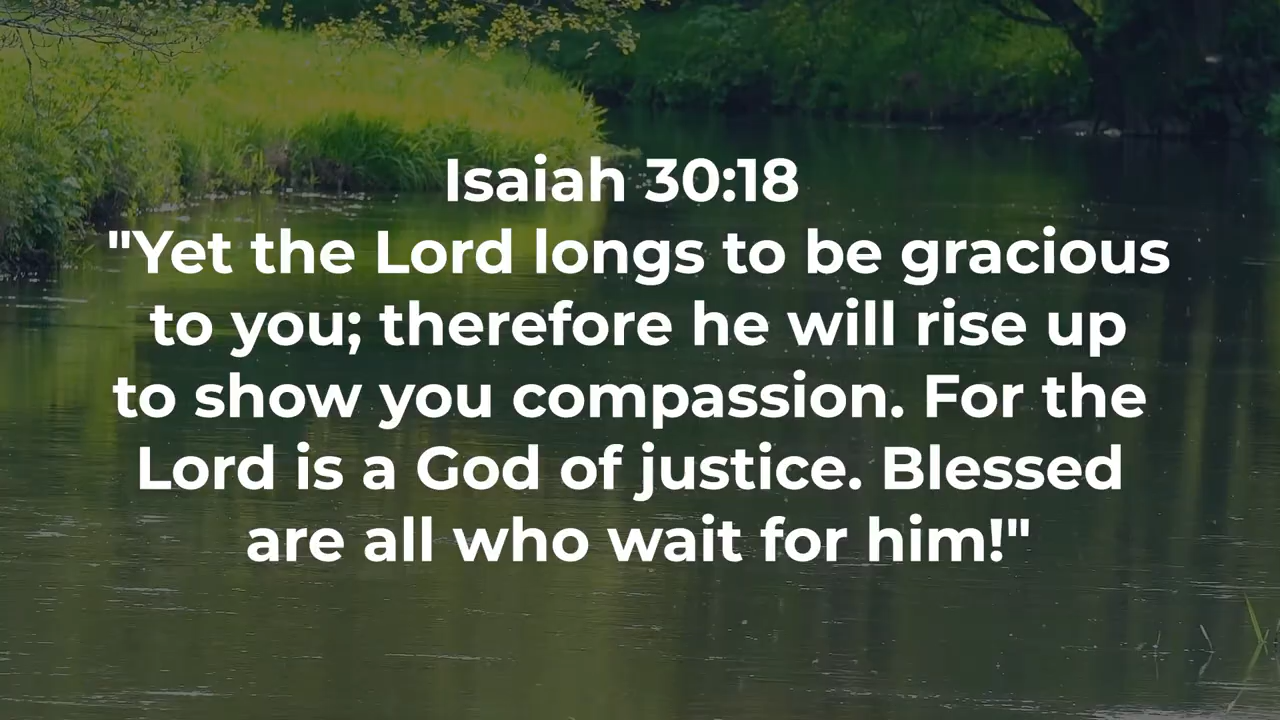 Isaiah 30:18
"Yet the Lord longs to be gracious
to you; therefore he will rise up
to show you compassion. For the
Lord is a God of justice. Blessed
are all who wait for him!"